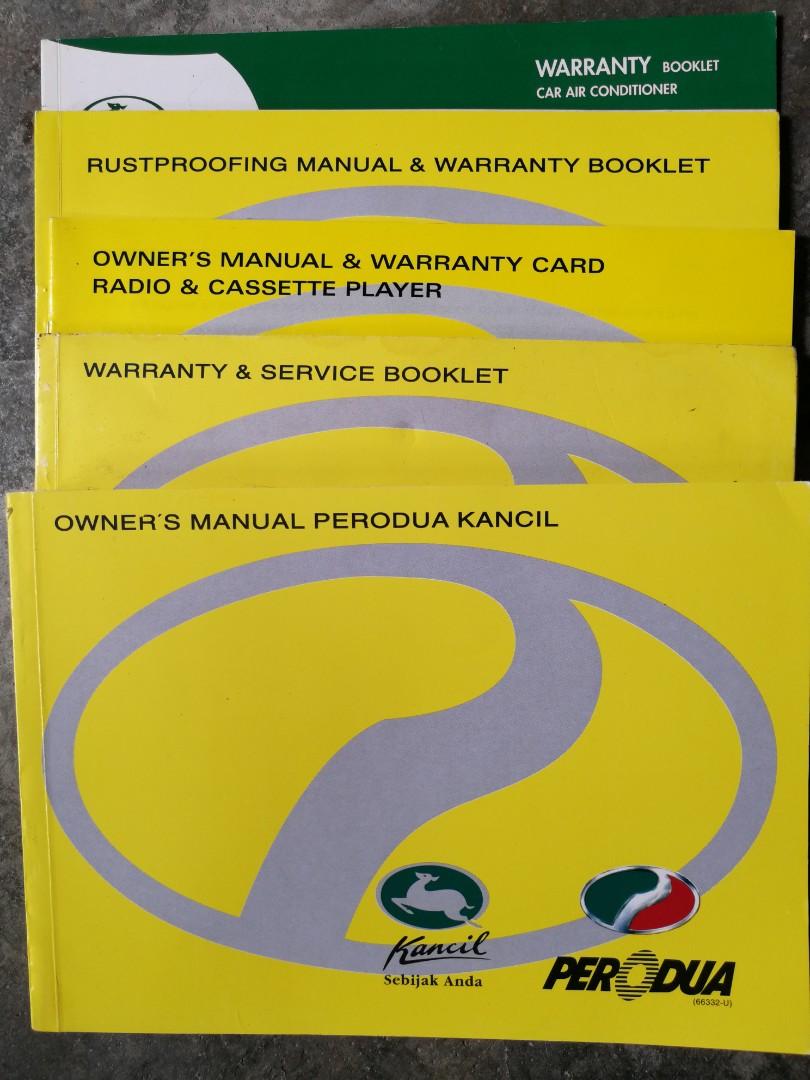 WARRANTY BOOKLET
CAR AIR CONDITIONER
RUSTPROOFING MANUAL & WARRANTY BOOKLET
OWNER'S MANUAL & WARRANTY CARD
RADIO & CASSETTE PLAYER
WARRANTY & SERVICE BOOKLET
OWNER'S MANUAL PERODUA KANCIL
Kancil
Sebijak Anda
PERODUA
(66332-U)